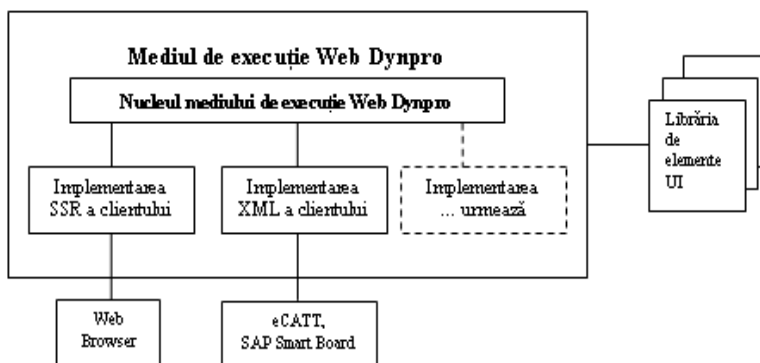 Mediul de execuție Web Dynpro
Nucleul mediului de execuție Web Dynpro
Implementarea
SSR a clientului
Implementarea
XML a clientului
Implementarea
... urmează
Librăria
de
elemente
UI
Web
Browser
eCATT,
SAP Smart Board